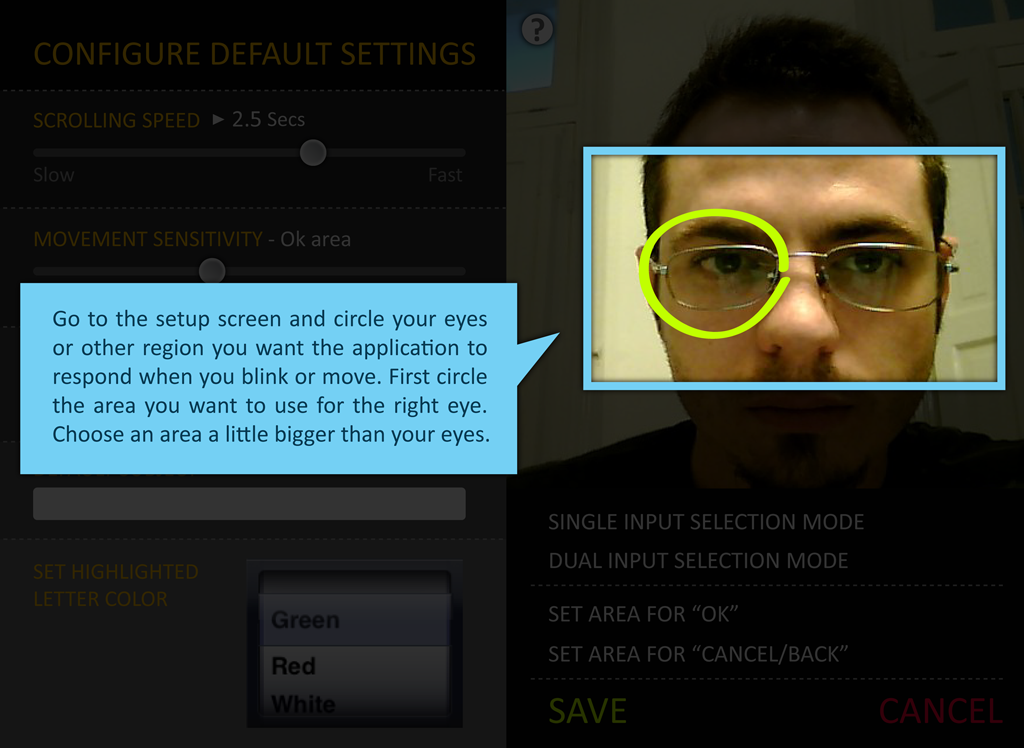 CONFIGURE DEFAULT SETTINGS
SCROLLING SPEED ► 2.5 Secs
Slow Fast
MOVEMENT SENSITIVITY - Ok area
Go to the setup screen and circle your eyes
or other region you want the application to
respond when you blink or move. First circle
the area you want to use for the right eye.
Choose an area a little bigger than your eyes.
SET HIGHLIGHTED
LETTER COLOR
Green
Red
White
?
SINGLE INPUT SELECTION MODE
DUAL INPUT SELECTION MODE
SET AREA FOR “OK”
SET AREA FOR “CANCEL/BACK”
SAVE CANCEL